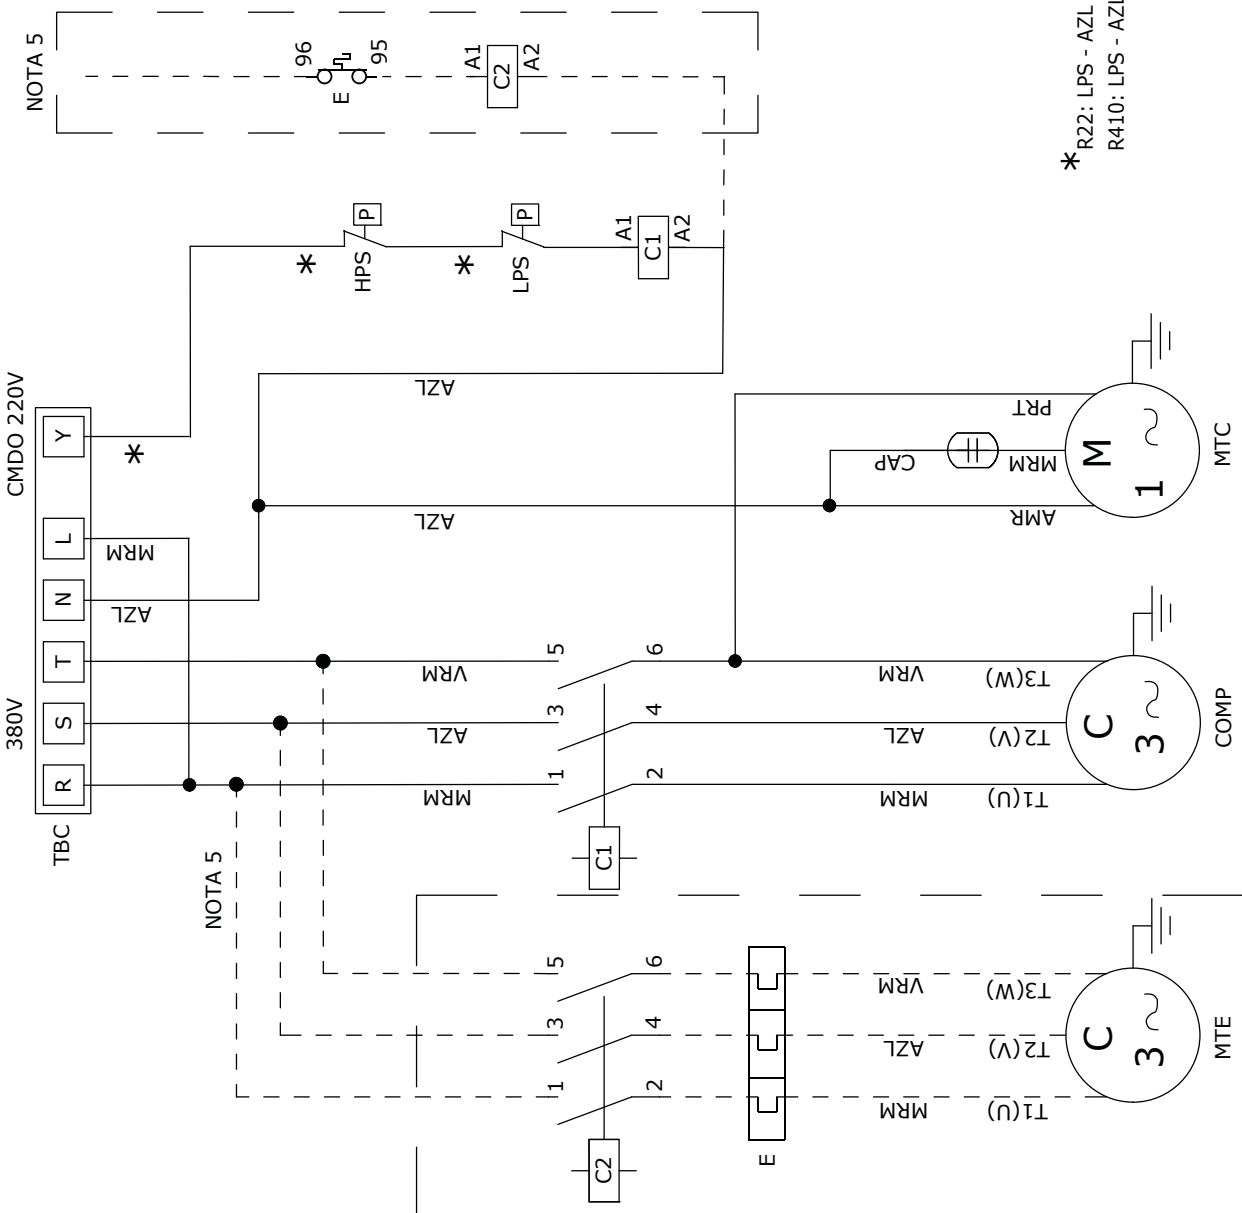 NOTA 5
96
95
E
A1
C2
A2
* R22: LPS - AZL
R410: LPS - AZL
*
P
HPS
*
P
LPS
A1
C1
A2
CMDO 220V
380V
TBC
Y
L
N
T
S
R
*
MRM
AZL
AZL
AZL
PRT
CAP
MRM
AMR
M
1
MTC
VRM
AZL
MRM
5
3
1
6
4
2
C1
VRM
AZL
MRM
T3(W)
T2(V)
T1(U)
C
3
COMP
NOTA 5
5
3
1
6
4
2
C2
E
VRM
AZL
MRM
T3(W)
T2(V)
T1(U)
C
3
MTE